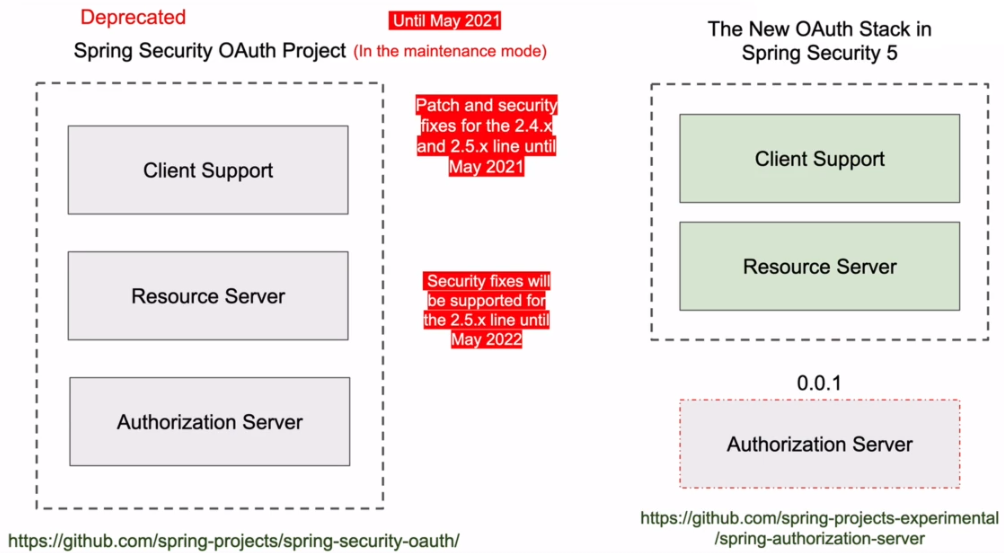 Deprecated
Spring Security OAuth Project (In the maintenance mode)
Client Support
Resource Server
Authorization Server
https://github.com/spring-projects/spring-security-oauth/
Until May 2021
Patch and security
fixes for the 2.4.x
and 2.5.x line until
May 2021
Security fixes will
be supported for
the 2.5.x line until
May 2022
The New OAuth Stack in
Spring Security 5
Client Support
Resource Server
0.0.1
Authorization Server
https://github.com/spring-projects-experimental
/spring-authorization-server